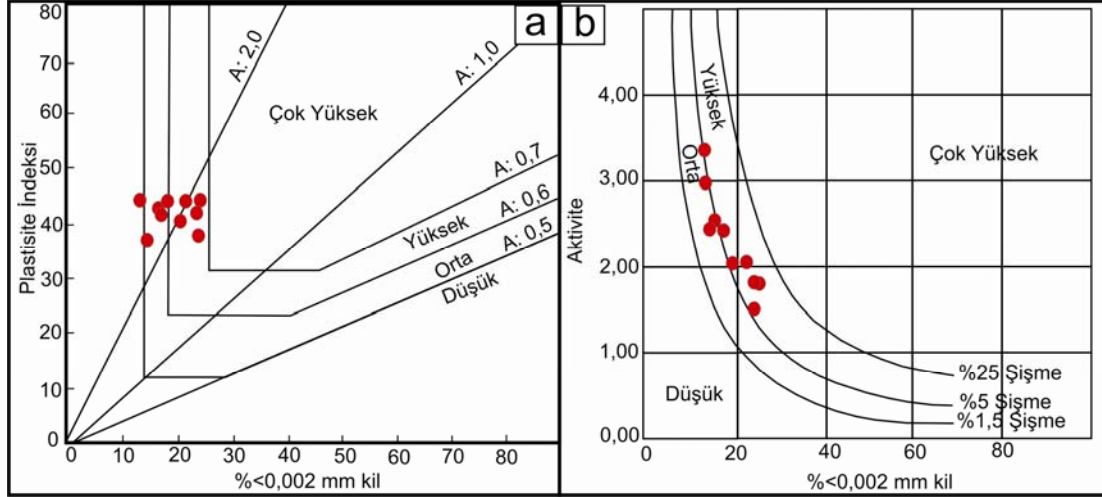 a
80
70
60
50
40
30
20
10
0
Plastisite İndeksi
A: 2,0
A: 1,0
Çok Yüksek
A: 0,7
Yüksek
A: 0,6
Orta
A: 0,5
Düşük
0 10 20 30 40 50 60 70 80
%<0,002 mm kil
b
4,00
3,00
2,00
1,00
0,00
Aktivite
Yüksek
Orta
Çok Yüksek
Düşük
%25 Şişme
%5 Şişme
%1,5 Şişme
0 20 40 60 80
%<0,002 mm kil